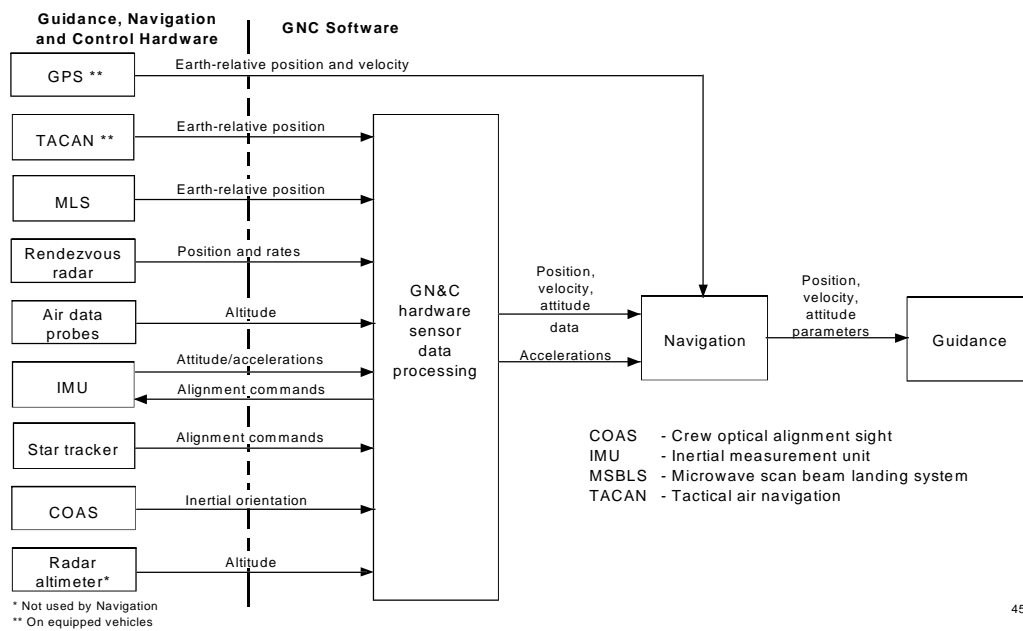 Guidance, Navigation
and Control Hardware
GNC Software
GPS **
Earth-relative position and velocity
TACAN **
Earth-relative position
MLS
Earth-relative position
Rendezvous
radar
Position and rates
Air data
probes
Altitude
IMU
Attitude/accelerations
Alignment commands
Star tracker
Alignment commands
COAS
Inertial orientation
Radar
altimeter*
Altitude
GN&C
hardware
sensor
data
processing
Position,
velocity,
attitude
data
Accelerations
Navigation
Position,
velocity,
attitude
parameters
Guidance
COAS - Crew optical alignment sight
IMU - Inertial measurement unit
MSBLS - Microwave scan beam landing system
TACAN - Tactical air navigation
* Not used by Navigation
** On equipped vehicles
45